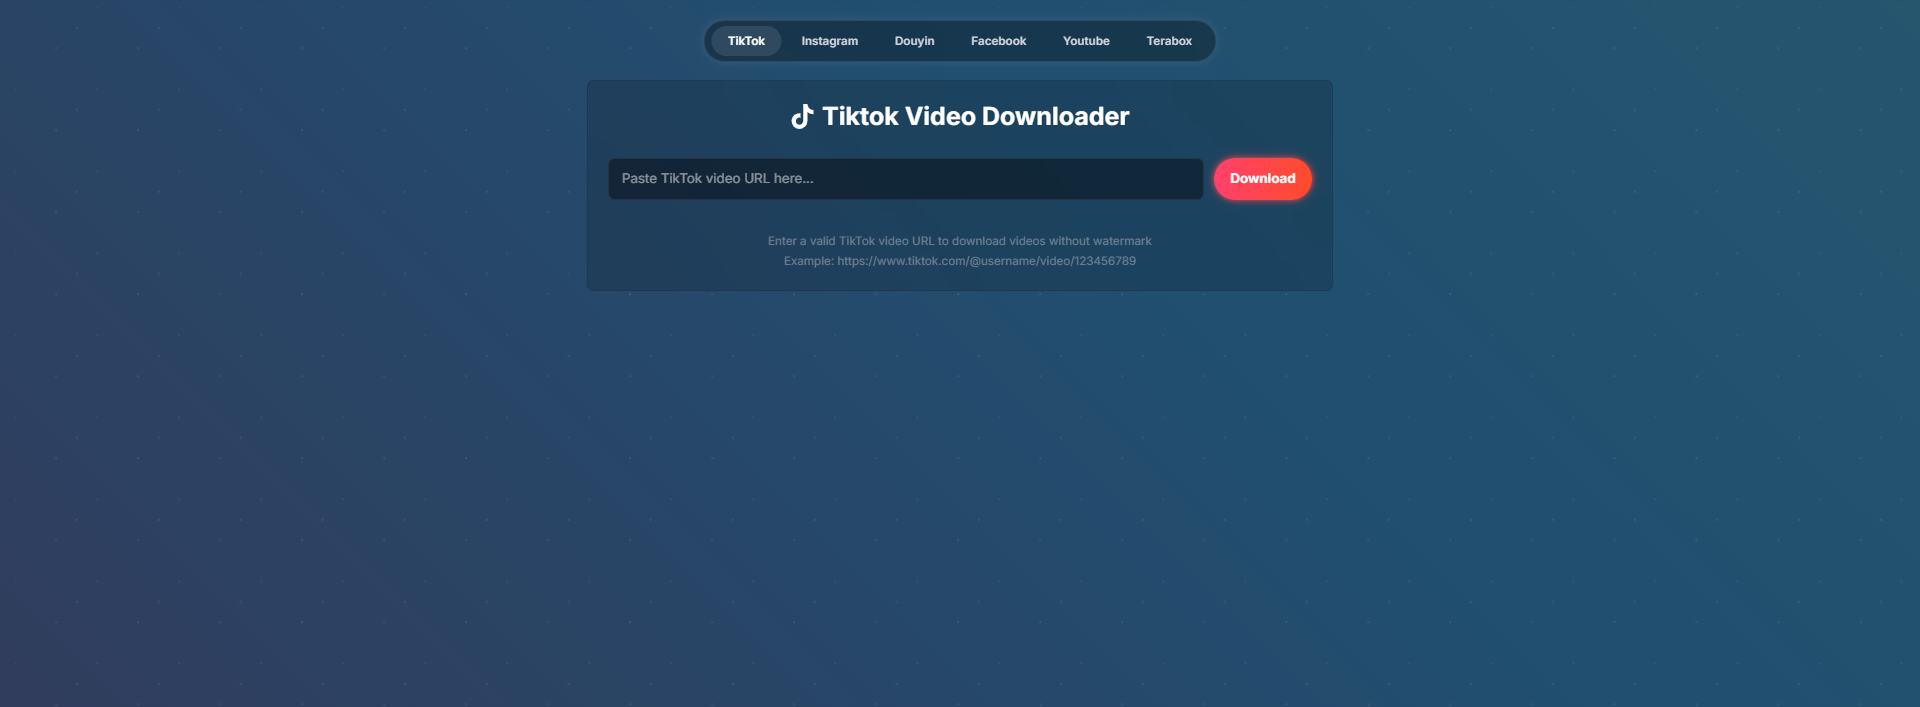 TikTok Instagram Douyin Facebook Youtube Terabox
Tiktok Video Downloader
Paste TikTok video URL here... Download
Enter a valid TikTok video URL to download videos without watermark
Example: https://www.tiktok.com/@username/video/123456789